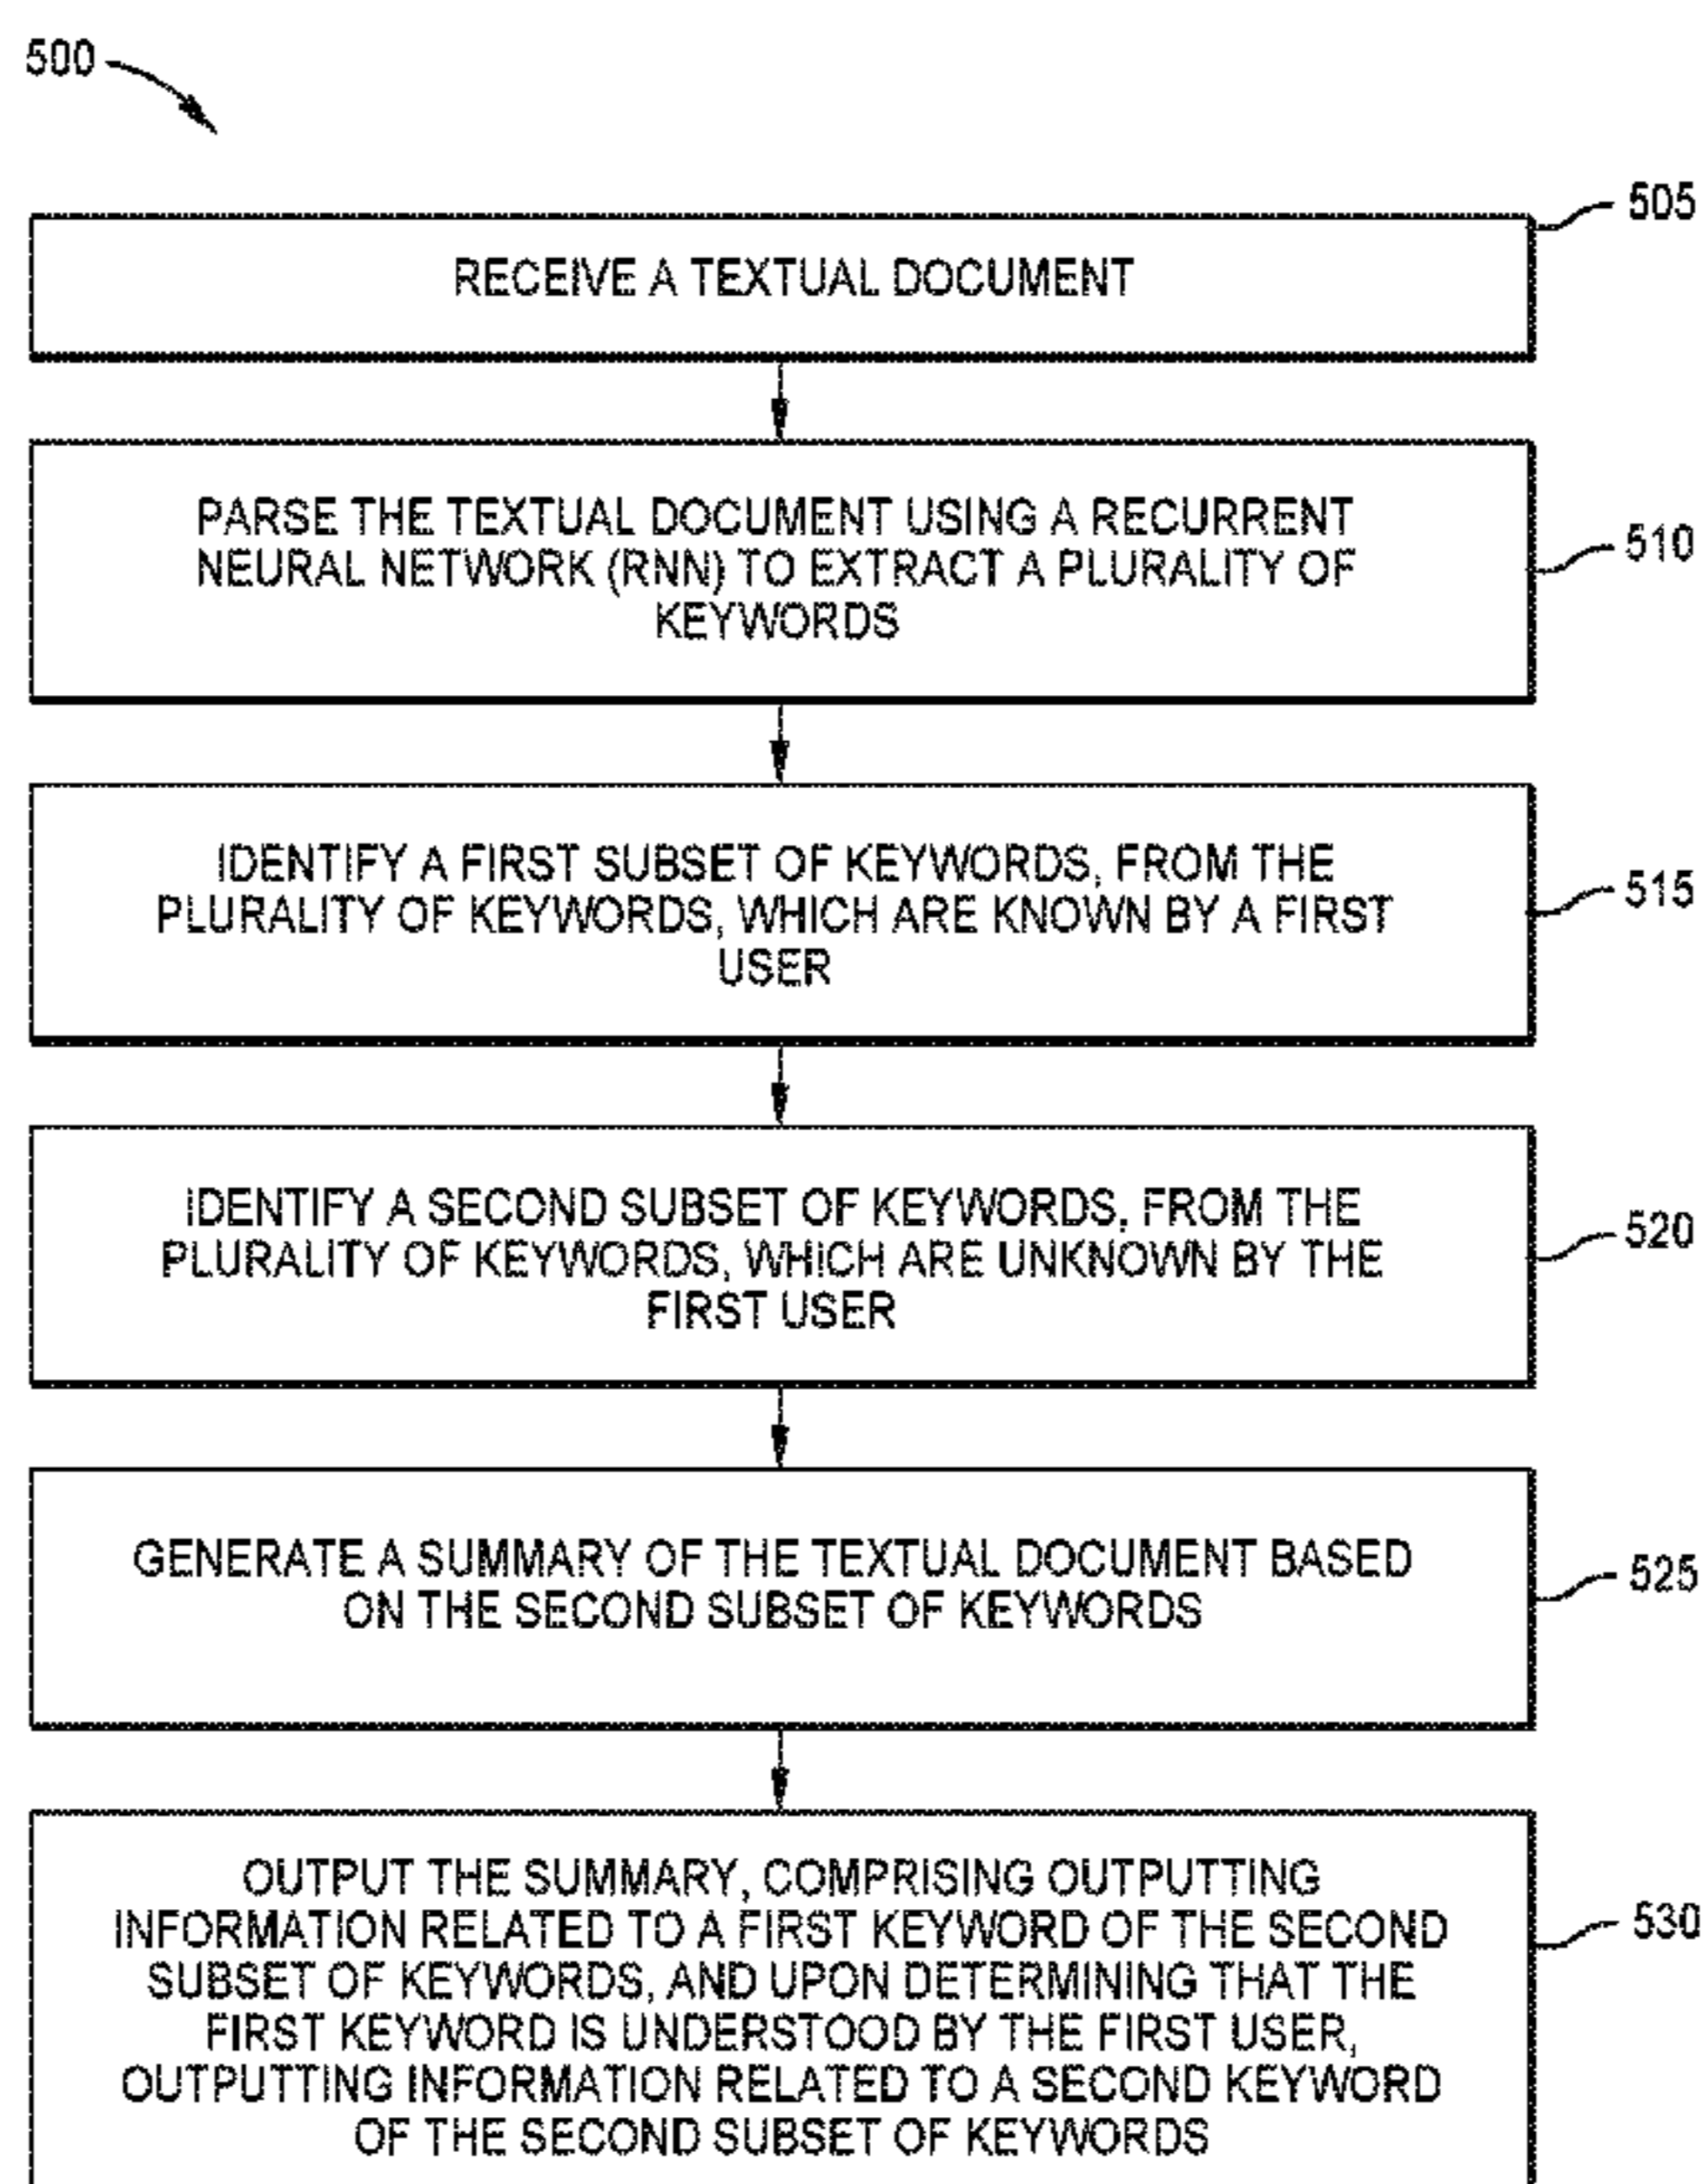 500
505
RECEIVE A TEXTUAL DOCUMENT
PARSE THE TEXTUAL DOCUMENT USING A RECURRENT
NEURAL NETWORK (RNN) TO EXTRACT A PLURALITY OF
KEYWORDS
510
IDENTIFY A FIRST SUBSET OF KEYWORDS, FROM THE
PLURALITY OF KEYWORDS, WHICH ARE KNOWN BY A FIRST
USER
515
IDENTIFY A SECOND SUBSET OF KEYWORDS, FROM THE
PLURALITY OF KEYWORDS, WHICH ARE UNKNOWN BY THE
FIRST USER
520
GENERATE A SUMMARY OF THE TEXTUAL DOCUMENT BASED
ON THE SECOND SUBSET OF KEYWORDS
525
OUTPUT THE SUMMARY, COMPRISING OUTPUTTING
INFORMATION RELATED TO A FIRST KEYWORD OF THE SECOND
SUBSET OF KEYWORDS, AND UPON DETERMINING THAT THE
FIRST KEYWORD IS UNDERSTOOD BY THE FIRST USER,
OUTPUTTING INFORMATION RELATED TO A SECOND KEYWORD
OF THE SECOND SUBSET OF KEYWORDS
530